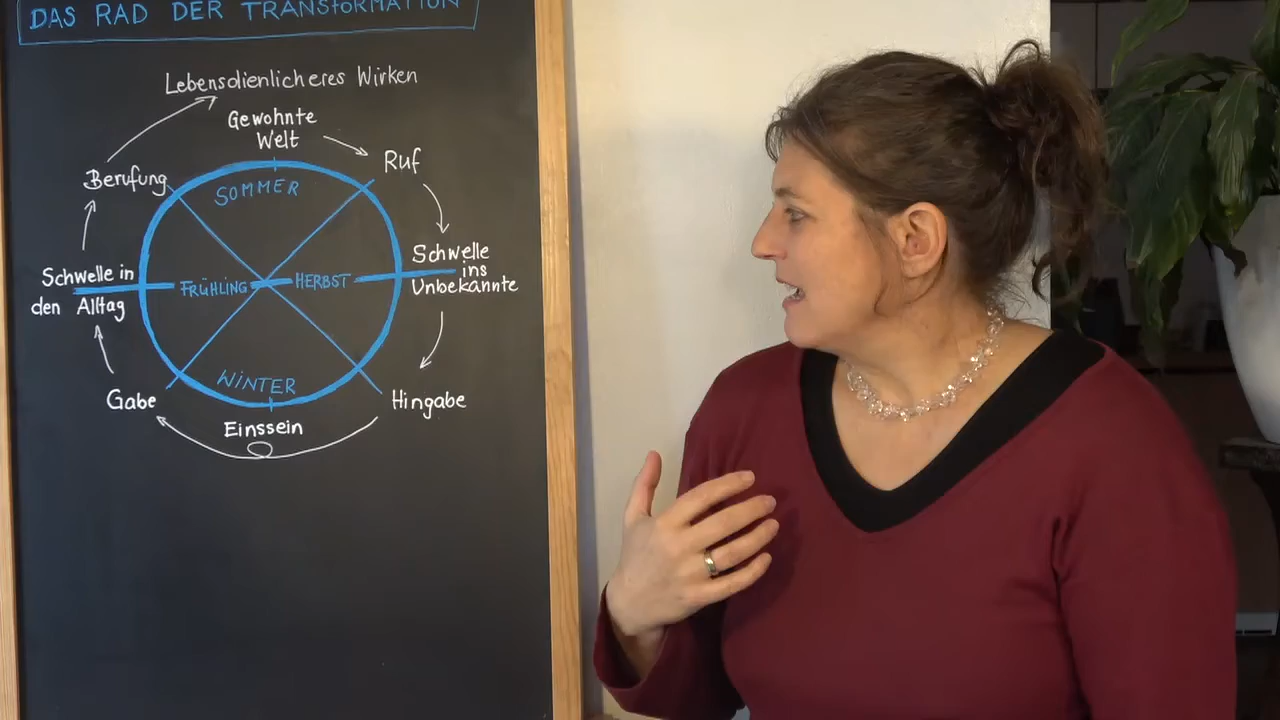 DAS RAD DER TRANSFORMATION
Lebensdienlicheres Wirken
Gewohnte
Welt
Ruf
Berufung
SOMMER
Schwelle
ins
Unbekannte
Schwelle in
den Alltag
FRÜHLING
HERBST
WINTER
Gabe
Hingabe
Einssein